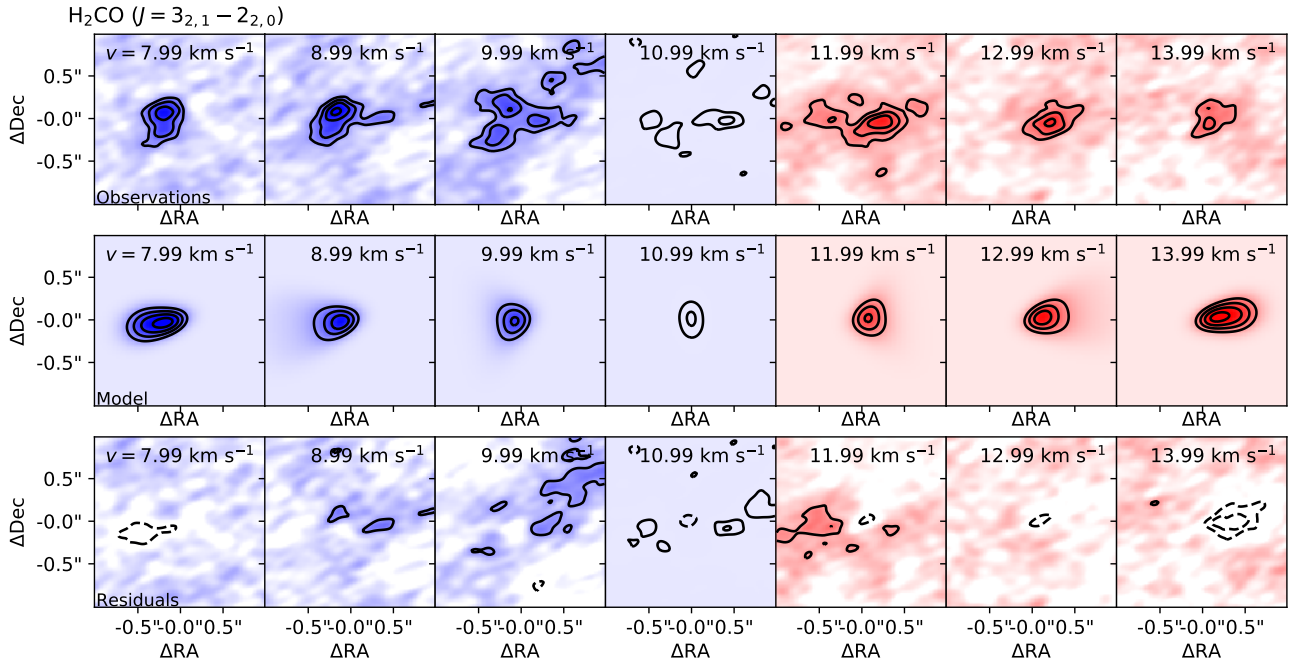 H₂CO (J = 3₂,₁ − 2₂,₀)
v = 7.99 km s⁻¹ 8.99 km s⁻¹ 9.99 km s⁻¹ 10.99 km s⁻¹ 11.99 km s⁻¹ 12.99 km s⁻¹ 13.99 km s⁻¹
0.5"
-0.0"
-0.5"
ΔDec
Observations
ΔRA ΔRA ΔRA ΔRA ΔRA ΔRA ΔRA
v = 7.99 km s⁻¹ 8.99 km s⁻¹ 9.99 km s⁻¹ 10.99 km s⁻¹ 11.99 km s⁻¹ 12.99 km s⁻¹ 13.99 km s⁻¹
0.5"
-0.0"
-0.5"
ΔDec
Model
ΔRA ΔRA ΔRA ΔRA ΔRA ΔRA ΔRA
v = 7.99 km s⁻¹ 8.99 km s⁻¹ 9.99 km s⁻¹ 10.99 km s⁻¹ 11.99 km s⁻¹ 12.99 km s⁻¹ 13.99 km s⁻¹
0.5"
-0.0"
-0.5"
ΔDec
Residuals
-0.5" -0.0" 0.5" -0.5" -0.0" 0.5" -0.5" -0.0" 0.5" -0.5" -0.0" 0.5" -0.5" -0.0" 0.5" -0.5" -0.0" 0.5" -0.5" -0.0" 0.5"
ΔRA ΔRA ΔRA ΔRA ΔRA ΔRA ΔRA